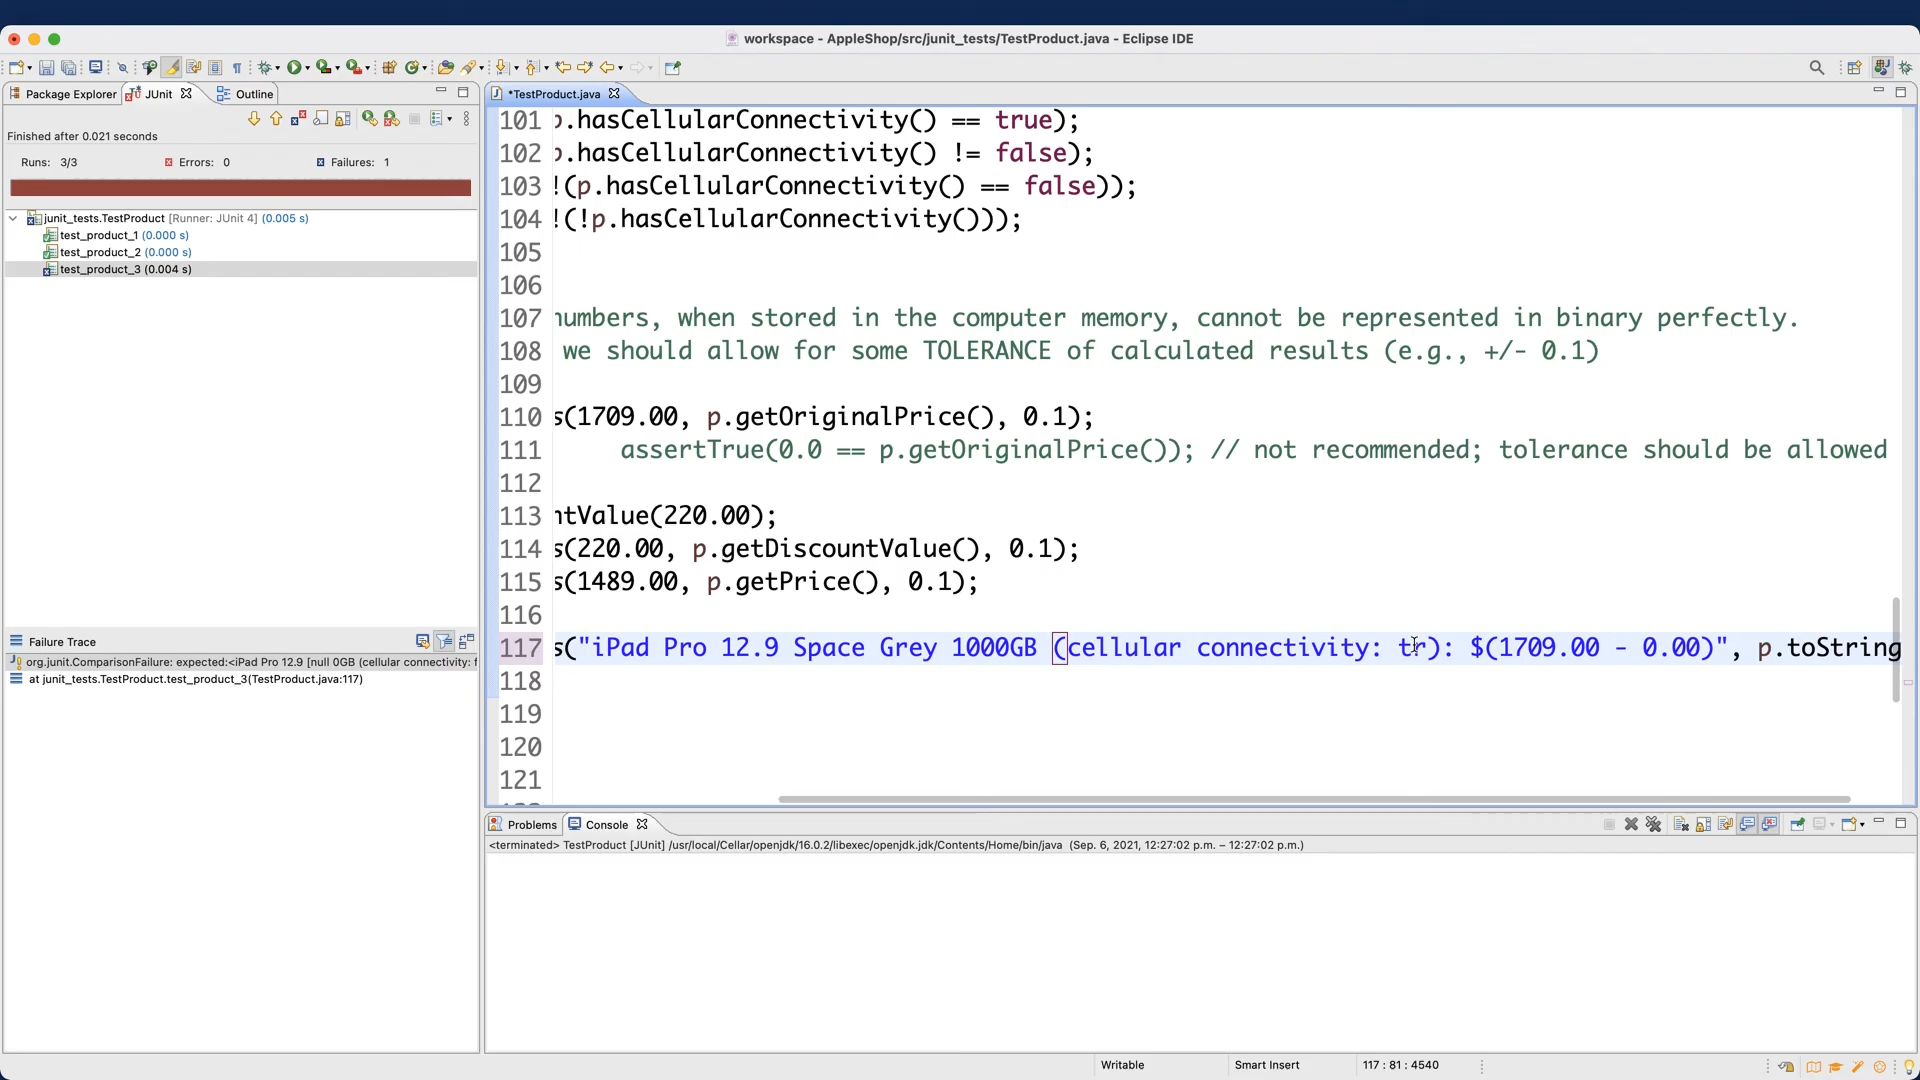 workspace - AppleShop/src/junit_tests/TestProduct.java - Eclipse IDE
Package Explorer
JUnit
Outline
Finished after 0.021 seconds
Runs: 3/3
Errors: 0
Failures: 1
junit_tests.TestProduct [Runner: JUnit 4] (0.005 s)
test_product_1 (0.000 s)
test_product_2 (0.000 s)
test_product_3 (0.004 s)
Failure Trace
org.junit.ComparisonFailure: expected:<iPad Pro 12.9 [null 0GB (cellular connectivity: f
at junit_tests.TestProduct.test_product_3(TestProduct.java:117)
*TestProduct.java
101 p.hasCellularConnectivity() == true);
102 p.hasCellularConnectivity() != false);
103 !(p.hasCellularConnectivity() == false));
104 !(!p.hasCellularConnectivity()));
105
106
107 numbers, when stored in the computer memory, cannot be represented in binary perfectly.
108 we should allow for some TOLERANCE of calculated results (e.g., +/- 0.1)
109
110 s(1709.00, p.getOriginalPrice(), 0.1);
111 assertTrue(0.0 == p.getOriginalPrice()); // not recommended; tolerance should be allowed
112
113 ntValue(220.00);
114 s(220.00, p.getDiscountValue(), 0.1);
115 s(1489.00, p.getPrice(), 0.1);
116
117 s("iPad Pro 12.9 Space Grey 1000GB (cellular connectivity: tr): $(1709.00 - 0.00)", p.toString
118
119
120
121
Problems
Console
<terminated> TestProduct [JUnit] /usr/local/Cellar/openjdk/16.0.2/libexec/openjdk.jdk/Contents/Home/bin/java (Sep. 6, 2021, 12:27:02 p.m. – 12:27:02 p.m.)
Writable
Smart Insert
117 : 81 : 4540